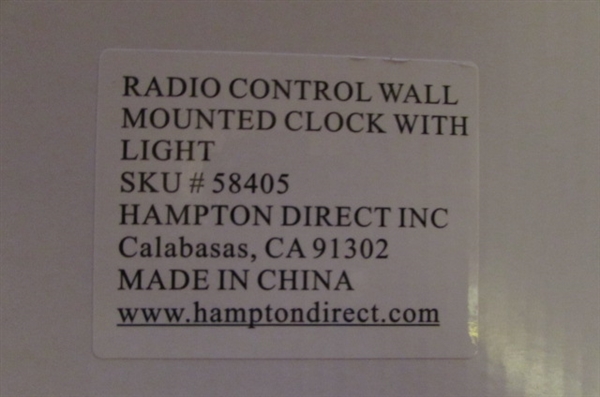 RADIO CONTROL WALL
MOUNTED CLOCK WITH
LIGHT
SKU # 58405
HAMPTON DIRECT INC
Calabasas, CA 91302
MADE IN CHINA
www.hamptondirect.com